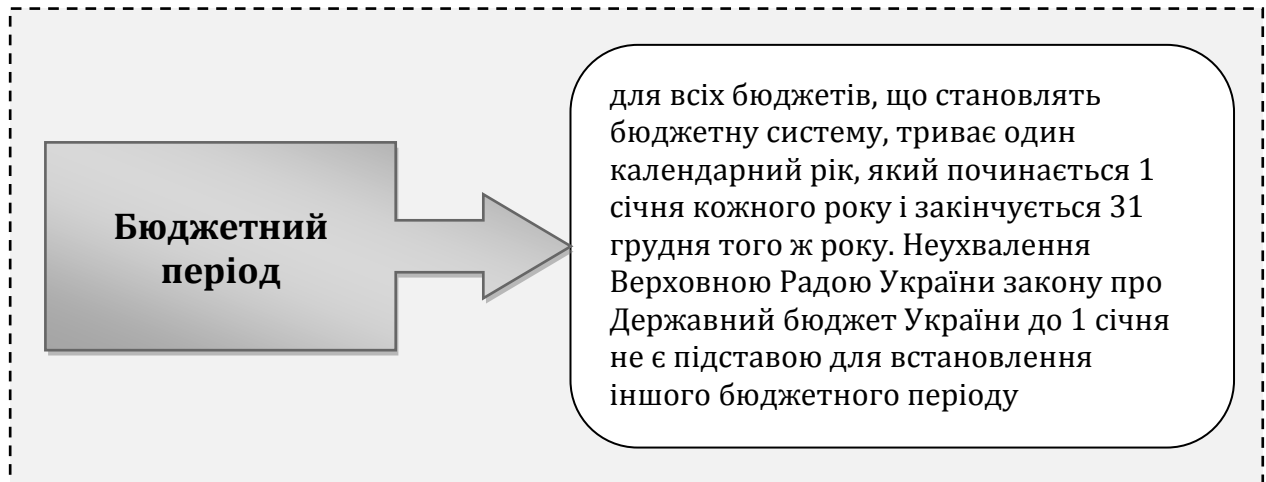 Бюджетний
період
для всіх бюджетів, що становлять
бюджетну систему, триває один
календарний рік, який починається 1
січня кожного року і закінчується 31
грудня того ж року. Неухвалення
Верховною Радою України закону про
Державний бюджет України до 1 січня
не є підставою для встановлення
іншого бюджетного періоду